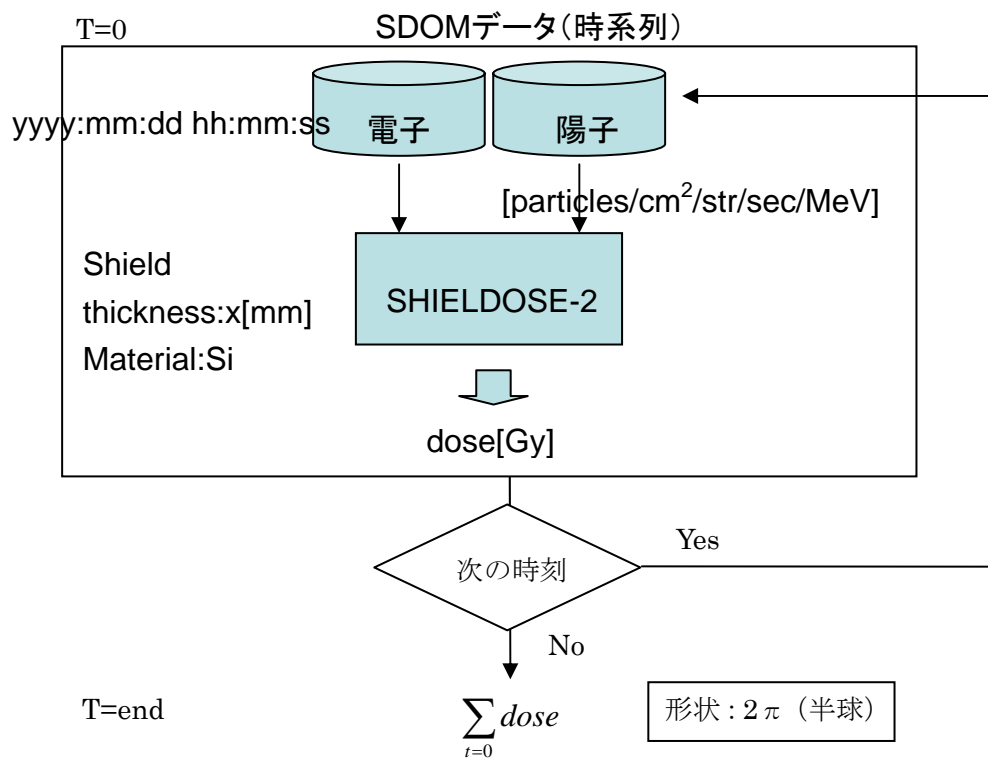 T=0
SDOMデータ(時系列)
yyyy:mm:dd hh:mm:ss
電子
陽子
[particles/cm²/str/sec/MeV]
Shield
thickness:x[mm]
Material:Si
SHIELDOSE-2
dose[Gy]
次の時刻
Yes
No
T=end
∑dose
t=0
形状 : 2π (半球)